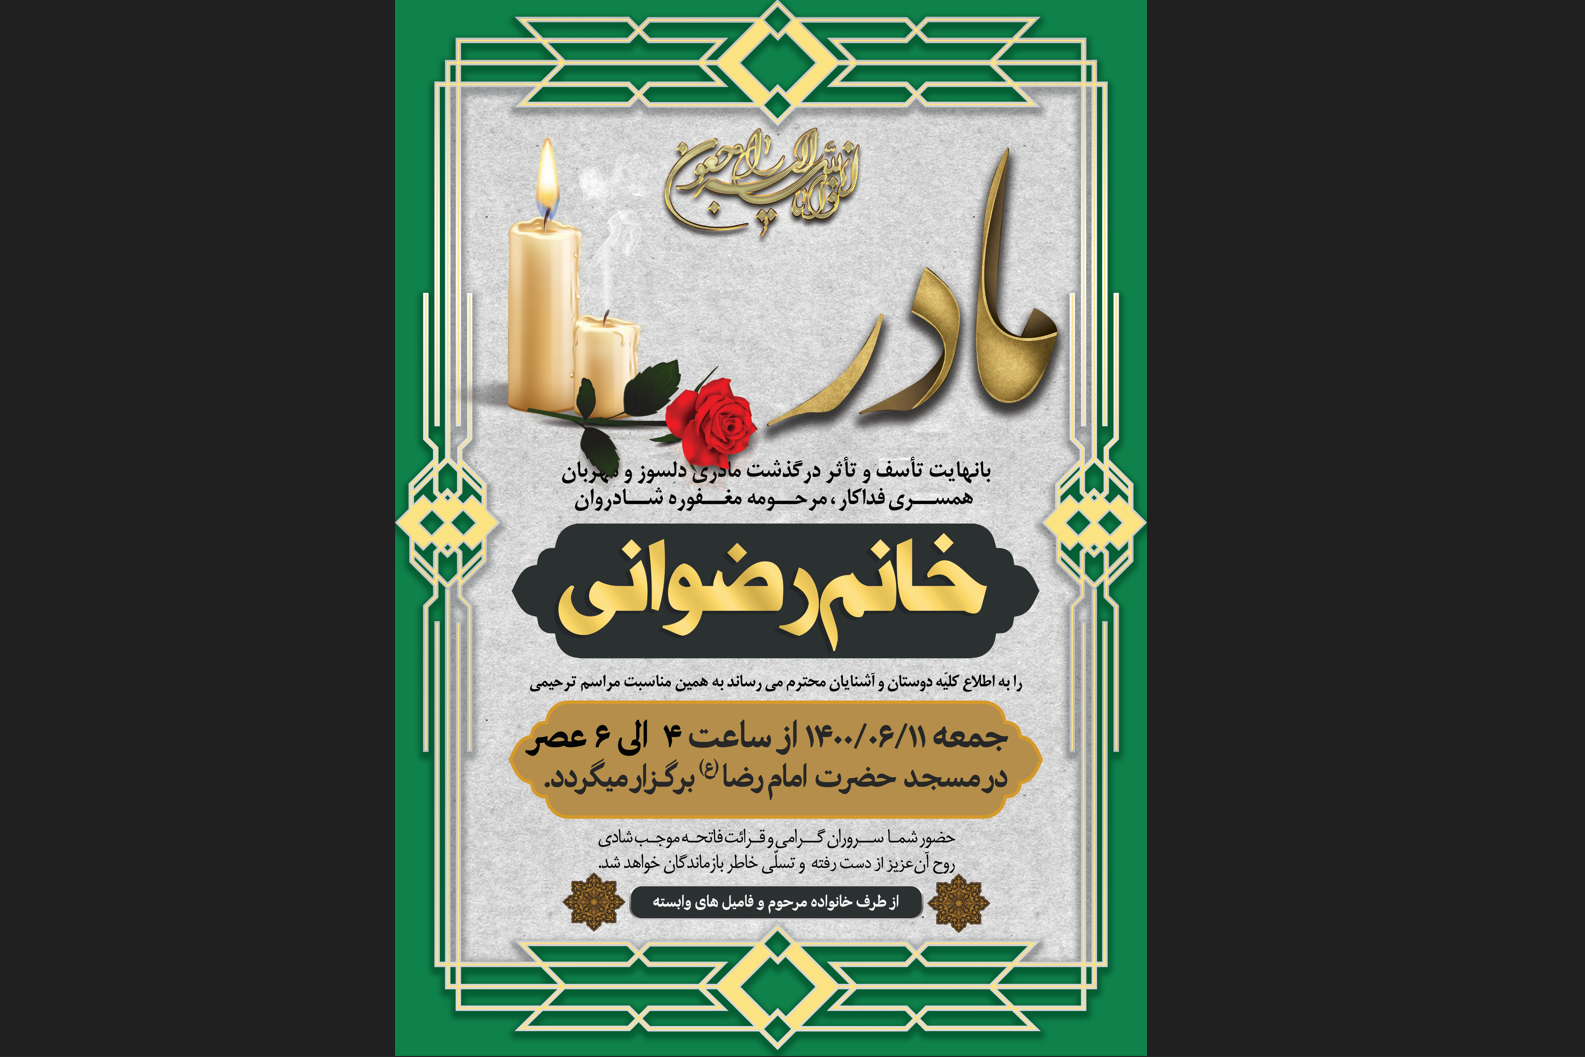 انا لله و انا الیه راجعون
مادر
بانهایت تأسف و تأثر درگذشت مادری دلسوز و مهربان
همسری فداکار، مرحومه مغفوره شادروان
خانم رضوانی
را به اطلاع کلیّه دوستان و آشنایان محترم می رساند به همین مناسبت مراسم ترحیمی
جمعه ۱۴۰۰/۰۶/۱۱ از ساعت ۴ الی ۶ عصر
در مسجد حضرت امام رضا (ع) برگزار میگردد.
حضور شما سروران گرامی و قرائت فاتحه موجب شادی
روح آن عزیز از دست رفته و تسلّی خاطر بازماندگان خواهد شد.
از طرف خانواده مرحوم و فامیل های وابسته